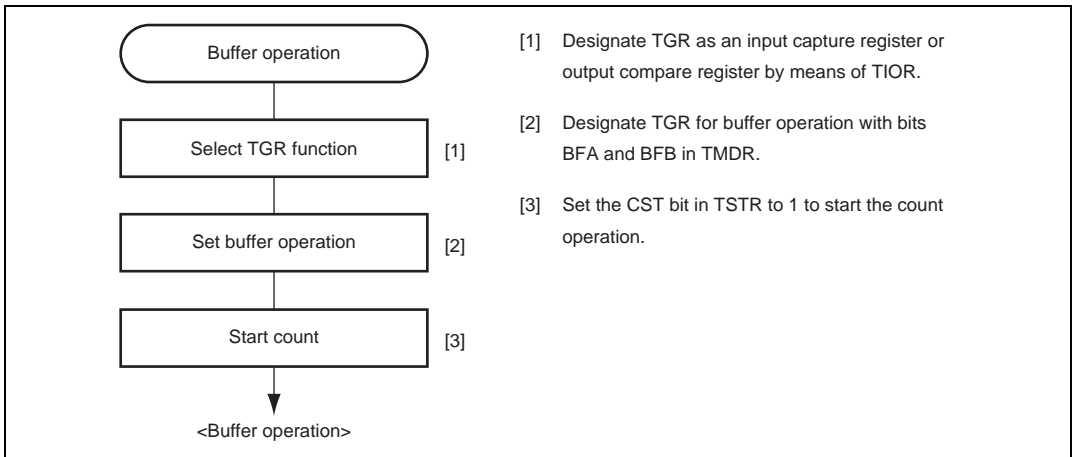 Buffer operation
Select TGR function
[1]
Set buffer operation
[2]
Start count
[3]
<Buffer operation>
[1] Designate TGR as an input capture register or
output compare register by means of TIOR.
[2] Designate TGR for buffer operation with bits
BFA and BFB in TMDR.
[3] Set the CST bit in TSTR to 1 to start the count
operation.